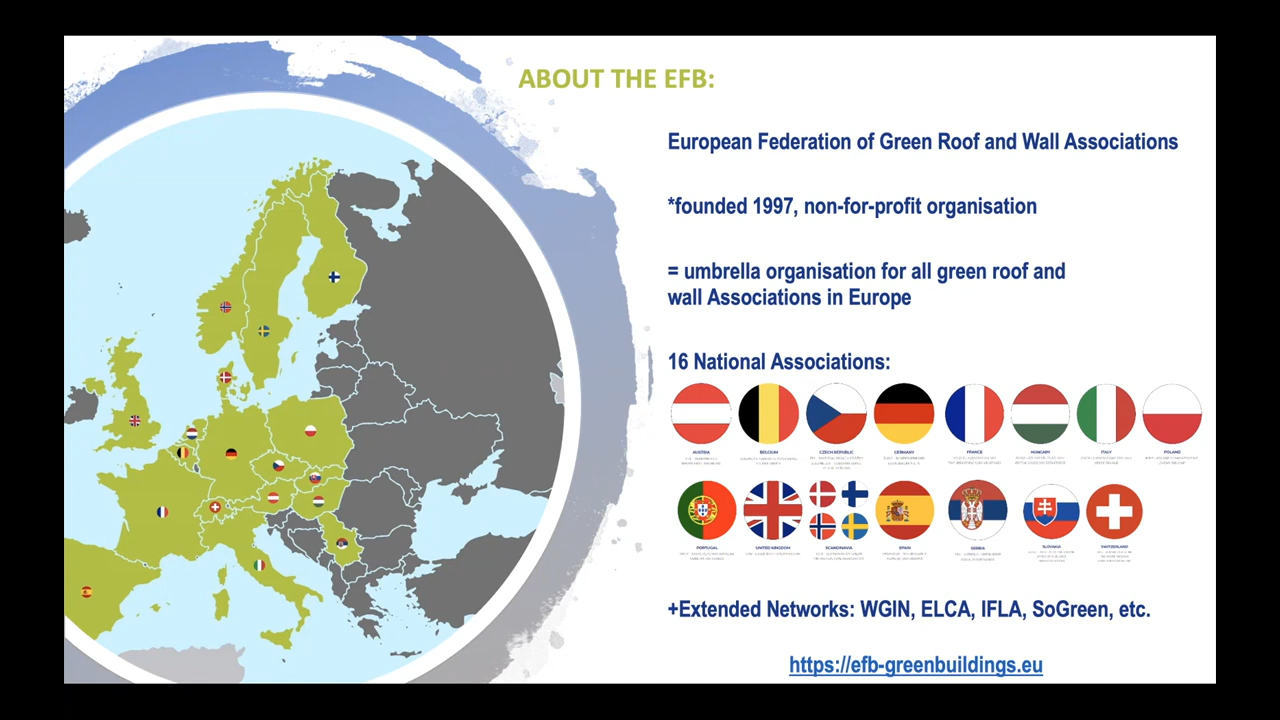 ABOUT THE EFB:
European Federation of Green Roof and Wall Associations
*founded 1997, non-for-profit organisation
= umbrella organisation for all green roof and
wall Associations in Europe
16 National Associations:
AUSTRIA
BELGIUM
CZECH REPUBLIC
GERMANY
FRANCE
HUNGARY
ITALY
POLAND
PORTUGAL
UNITED KINGDOM
SCANDINAVIA
SPAIN
SERBIA
SLOVAKIA
SWITZERLAND
+Extended Networks: WGIN, ELCA, IFLA, SoGreen, etc.
https://efb-greenbuildings.eu